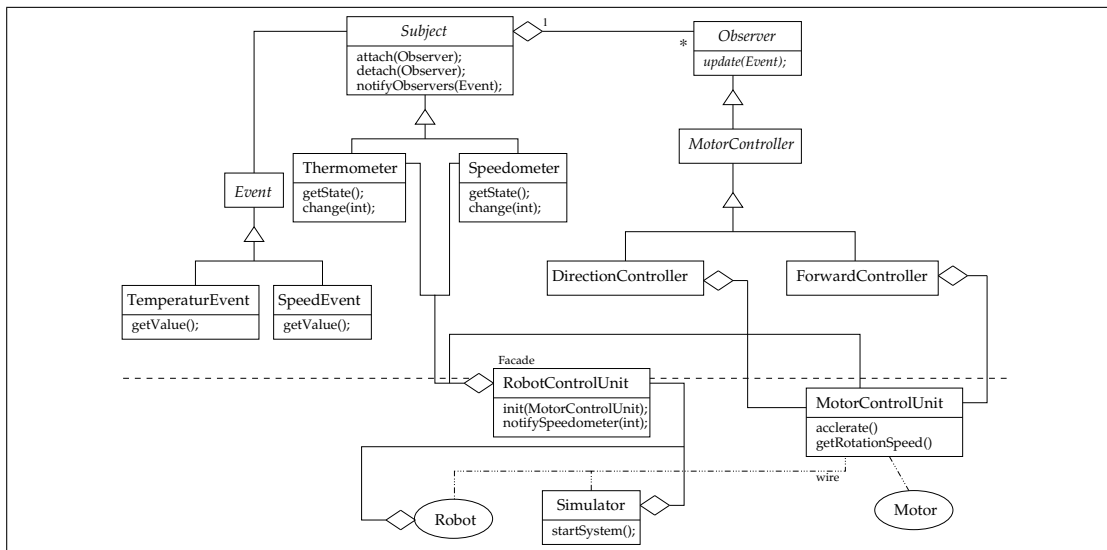 Subject
attach(Observer);
detach(Observer);
notifyObservers(Event);
1
*
Observer
update(Event);
MotorController
Thermometer
getState();
change(int);
Speedometer
getState();
change(int);
Event
TemperaturEvent
getValue();
SpeedEvent
getValue();
DirectionController
ForwardController
Facade
RobotControlUnit
init(MotorControlUnit);
notifySpeedometer(int);
MotorControlUnit
acclerate()
getRotationSpeed()
wire
Robot
Simulator
startSystem();
Motor